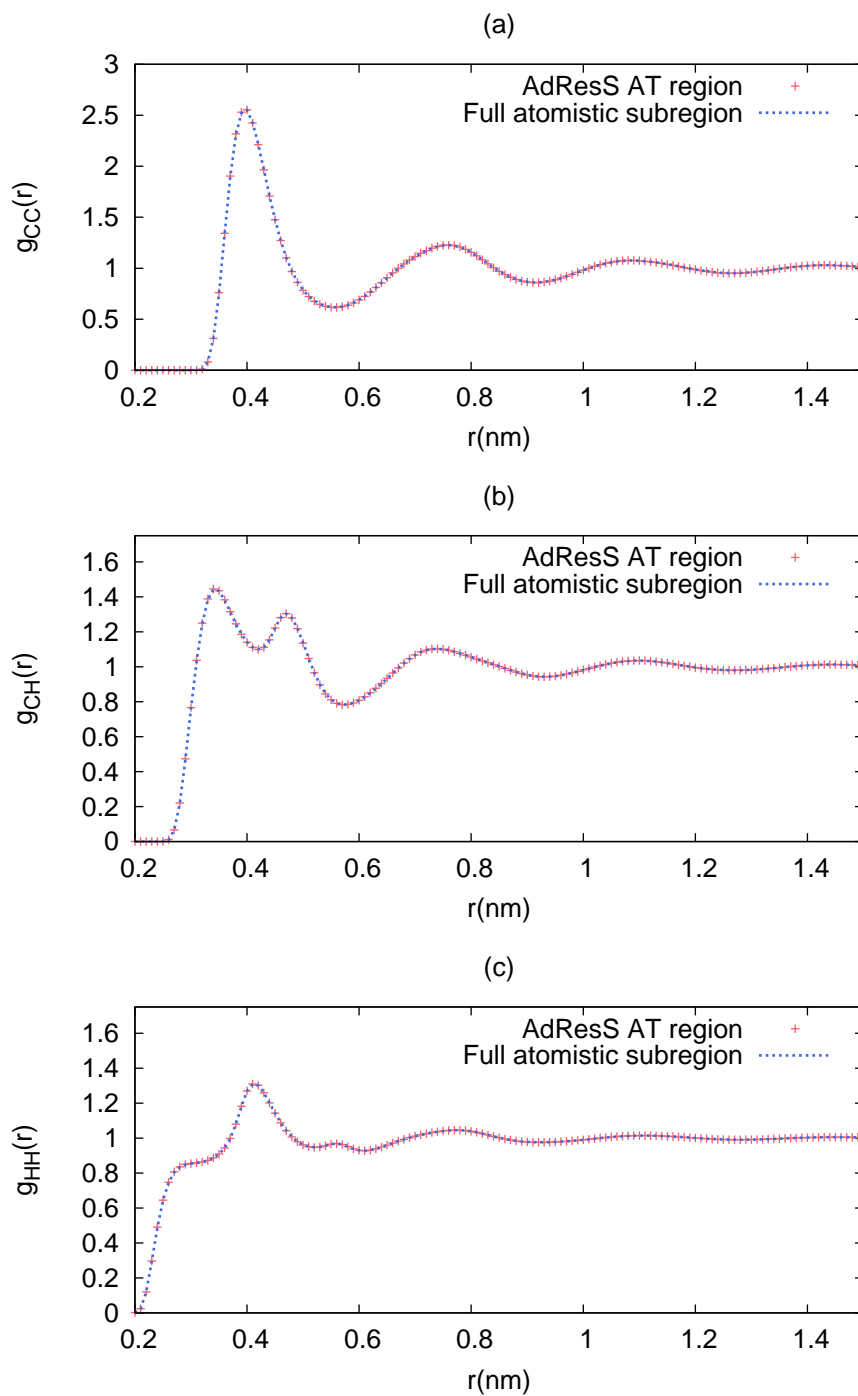 (a)
3
2.5
2
1.5
1
0.5
0
gCC(r)
AdResS AT region
Full atomistic subregion
0.2 0.4 0.6 0.8 1 1.2 1.4
r(nm)
(b)
1.6
1.4
1.2
1
0.8
0.6
0.4
0.2
0
gCH(r)
AdResS AT region
Full atomistic subregion
0.2 0.4 0.6 0.8 1 1.2 1.4
r(nm)
(c)
1.6
1.4
1.2
1
0.8
0.6
0.4
0.2
0
gHH(r)
AdResS AT region
Full atomistic subregion
0.2 0.4 0.6 0.8 1 1.2 1.4
r(nm)